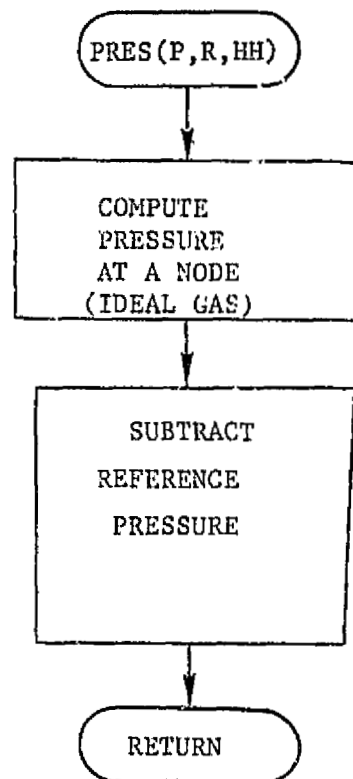 PRES(P,R,HH)
COMPUTE
PRESSURE
AT A NODE
(IDEAL GAS)
SUBTRACT
REFERENCE
PRESSURE
RETURN